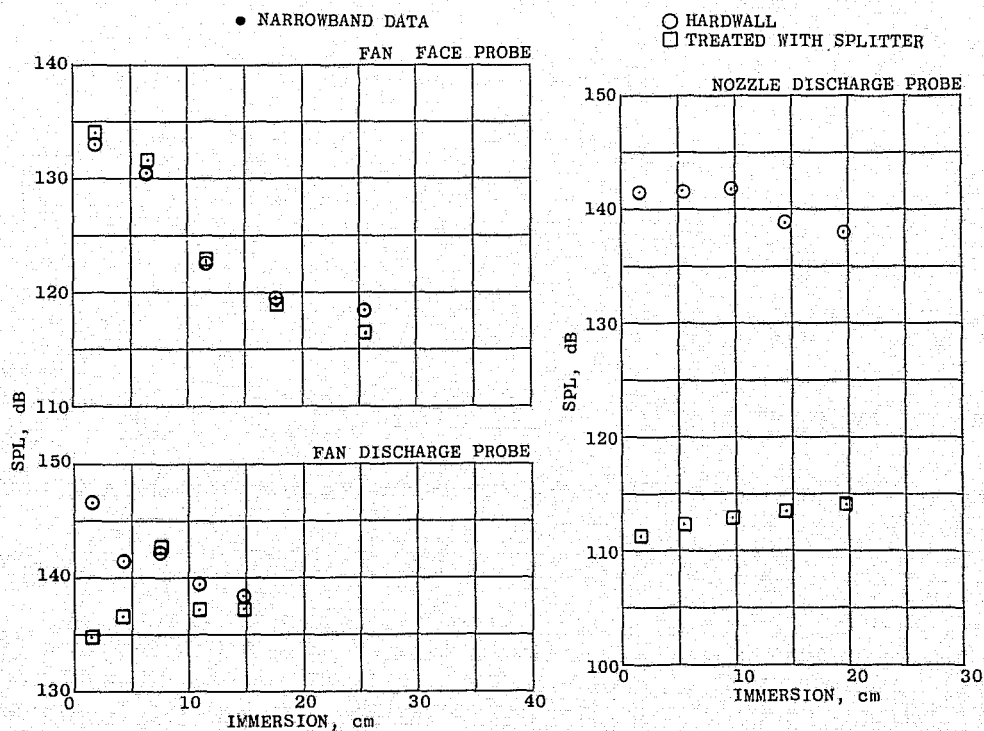 ● NARROWBAND DATA
○ HARDWALL
□ TREATED WITH SPLITTER
FAN FACE PROBE
140
130
120
110
SPL, dB
FAN DISCHARGE PROBE
150
140
130
0 10 20 30 40
IMMERSION, cm
NOZZLE DISCHARGE PROBE
150
140
130
120
110
100
SPL, dB
0 10 20 30
IMMERSION, cm